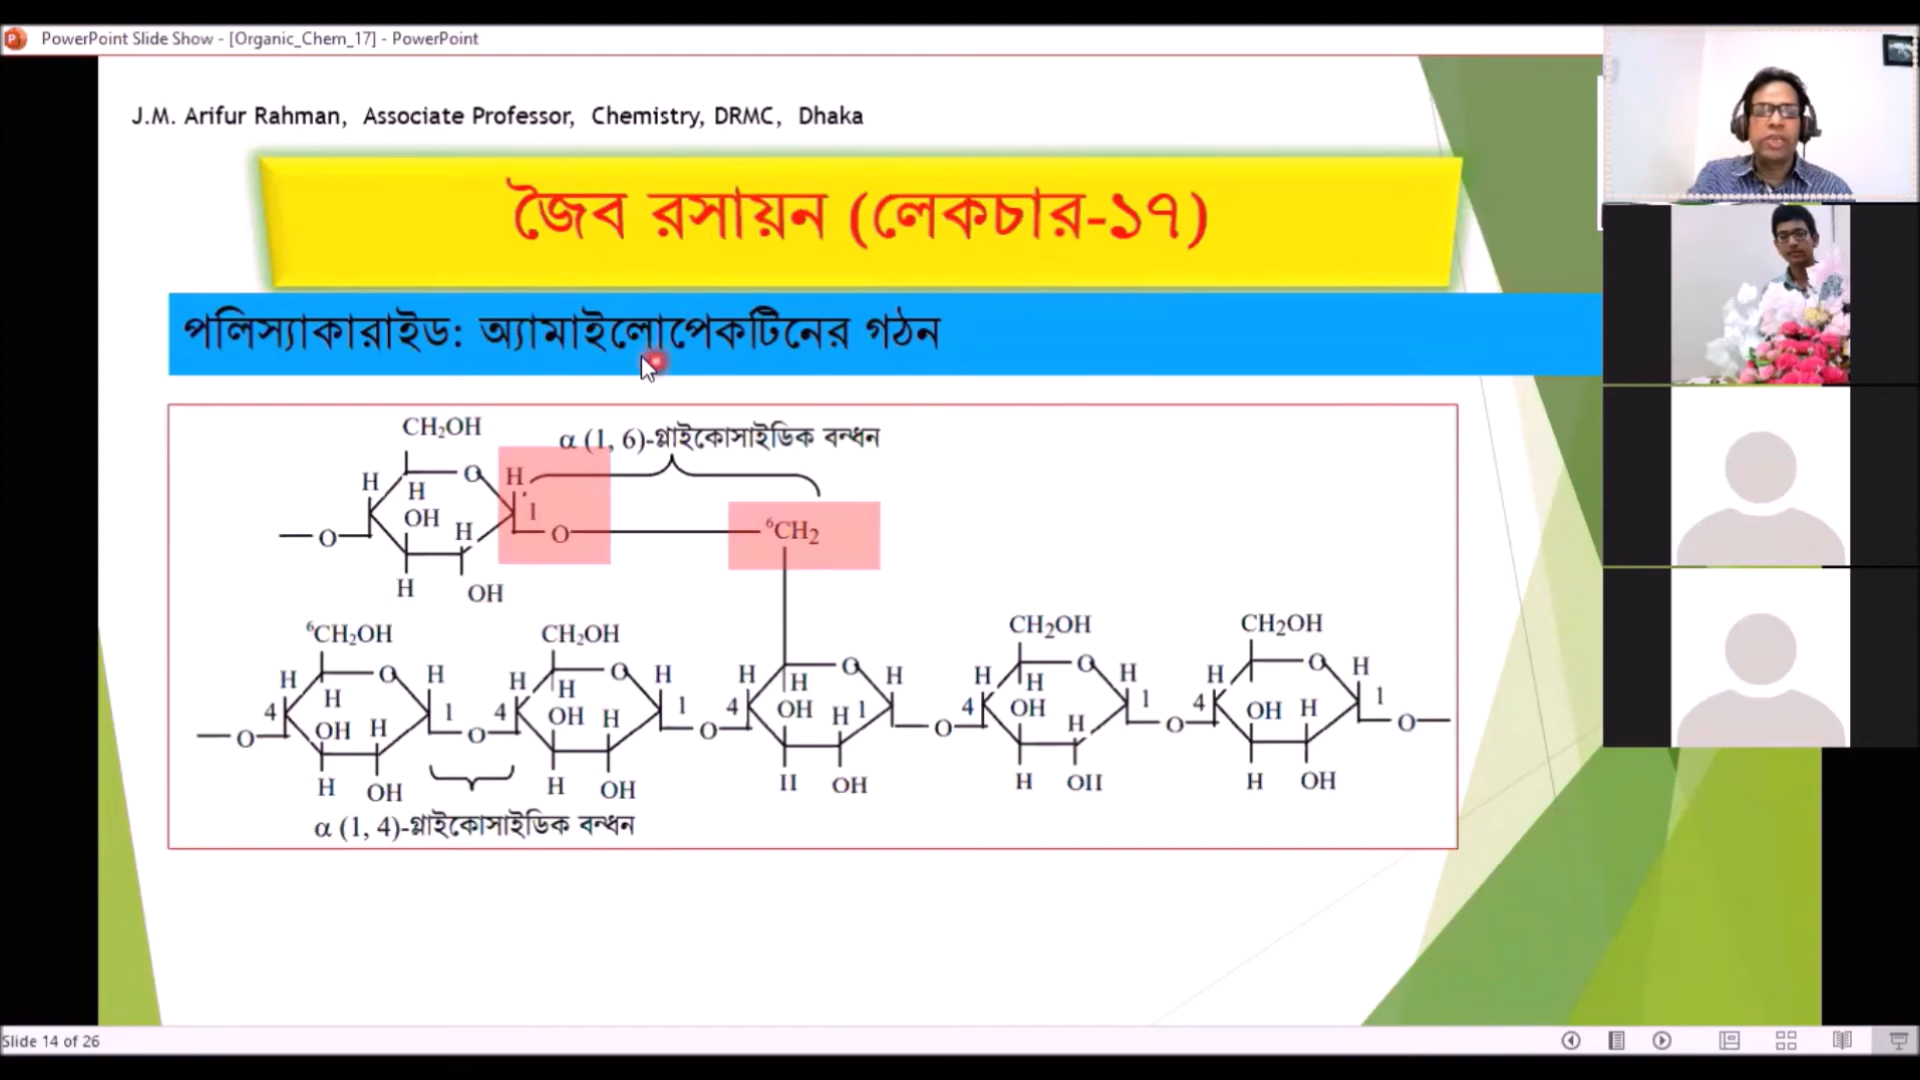 PowerPoint Slide Show - [Organic_Chem_17] - PowerPoint
J.M. Arifur Rahman, Associate Professor, Chemistry, DRMC, Dhaka
জৈব রসায়ন (লেকচার-১৭)
পলিস্যাকারাইড: অ্যামাইলোপেকটিনের গঠন
CH₂OH α (1, 6)-গ্লাইকোসাইডিক বন্ধন
H H O H
OH H 1
O O ⁶CH₂
H OH
⁶CH₂OH CH₂OH CH₂OH CH₂OH
H O H H O H H O H H O H H O H
H H H H
4 1 4 1 4 1 4 1 4 1
OH H OH H OH H OH H OH H
O O O O O O
H OH H OH H OH H OH H OH
α (1, 4)-গ্লাইকোসাইডিক বন্ধন
Slide 14 of 26